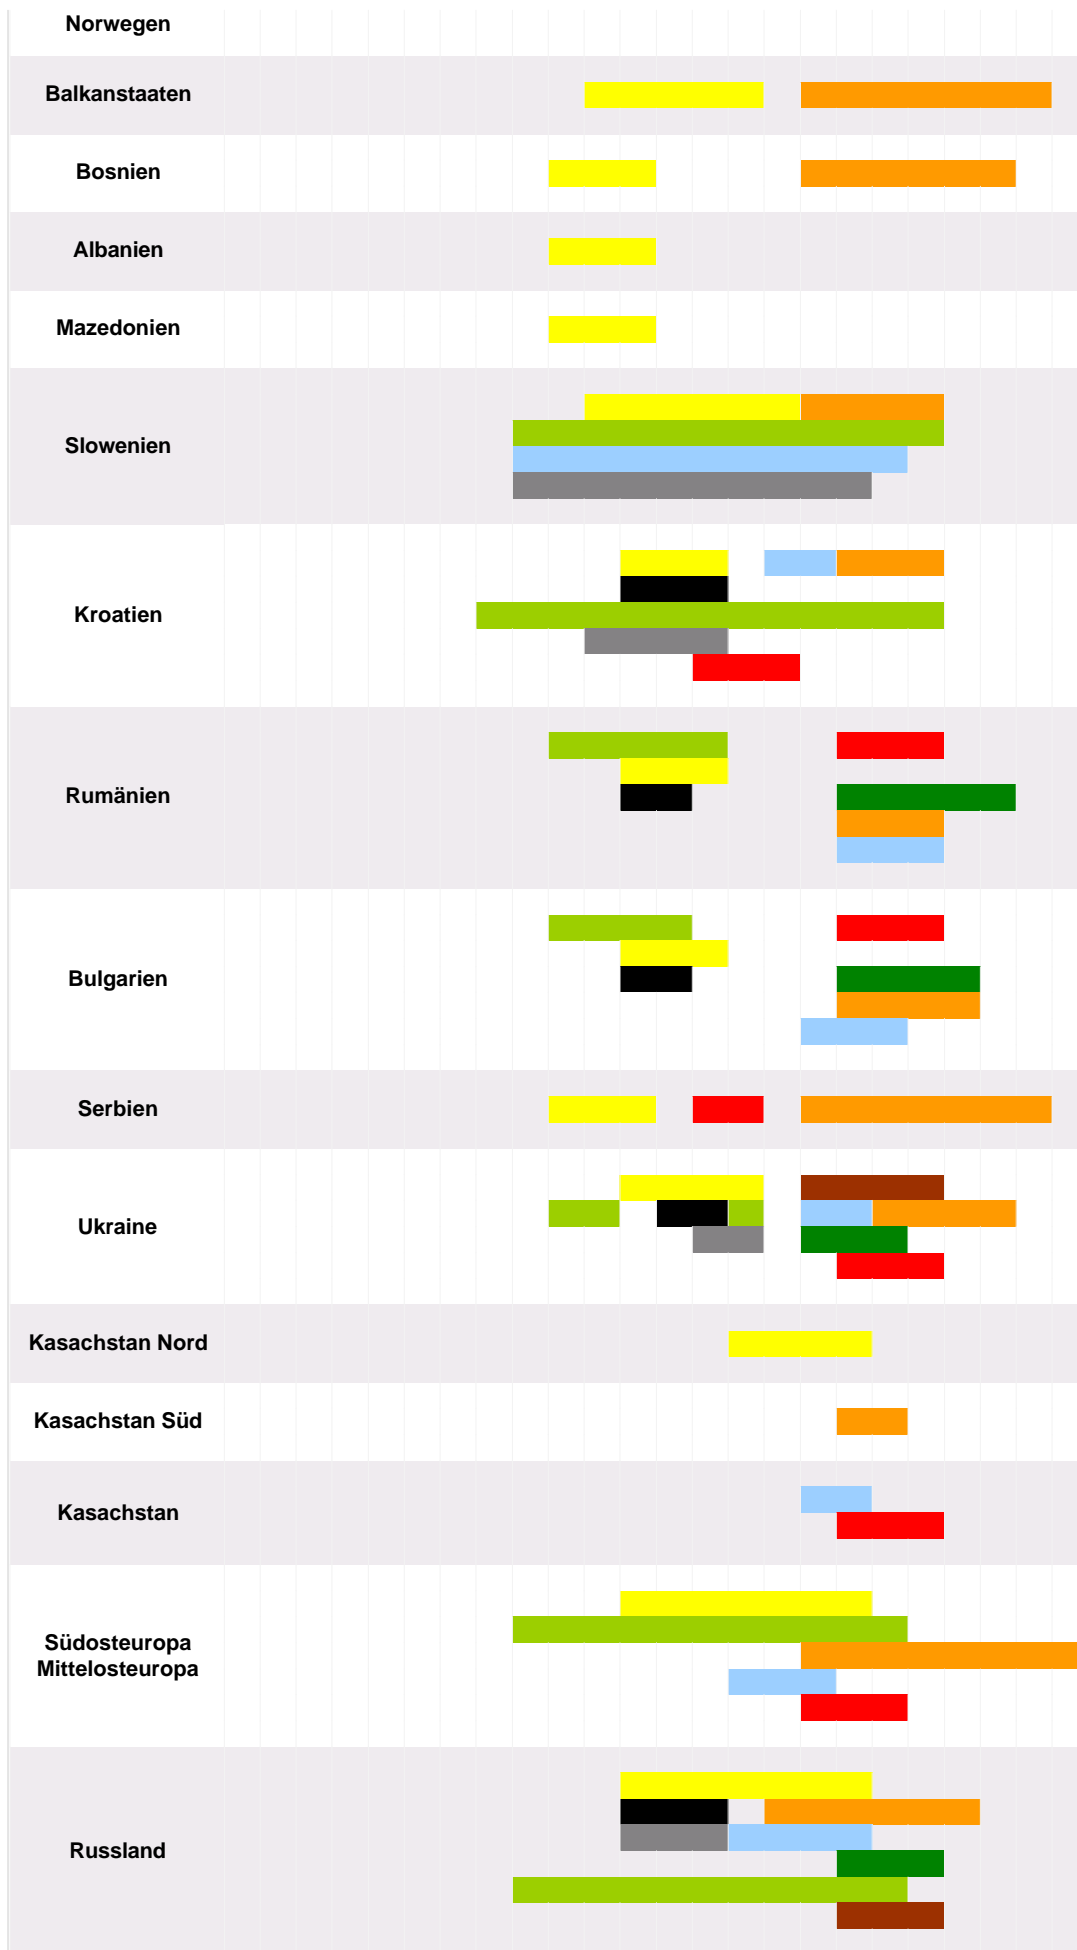 Norwegen
Balkanstaaten
Bosnien
Albanien
Mazedonien
Slowenien
Kroatien
Rumänien
Bulgarien
Serbien
Ukraine
Kasachstan Nord
Kasachstan Süd
Kasachstan
Südosteuropa
Mittelosteuropa
Russland